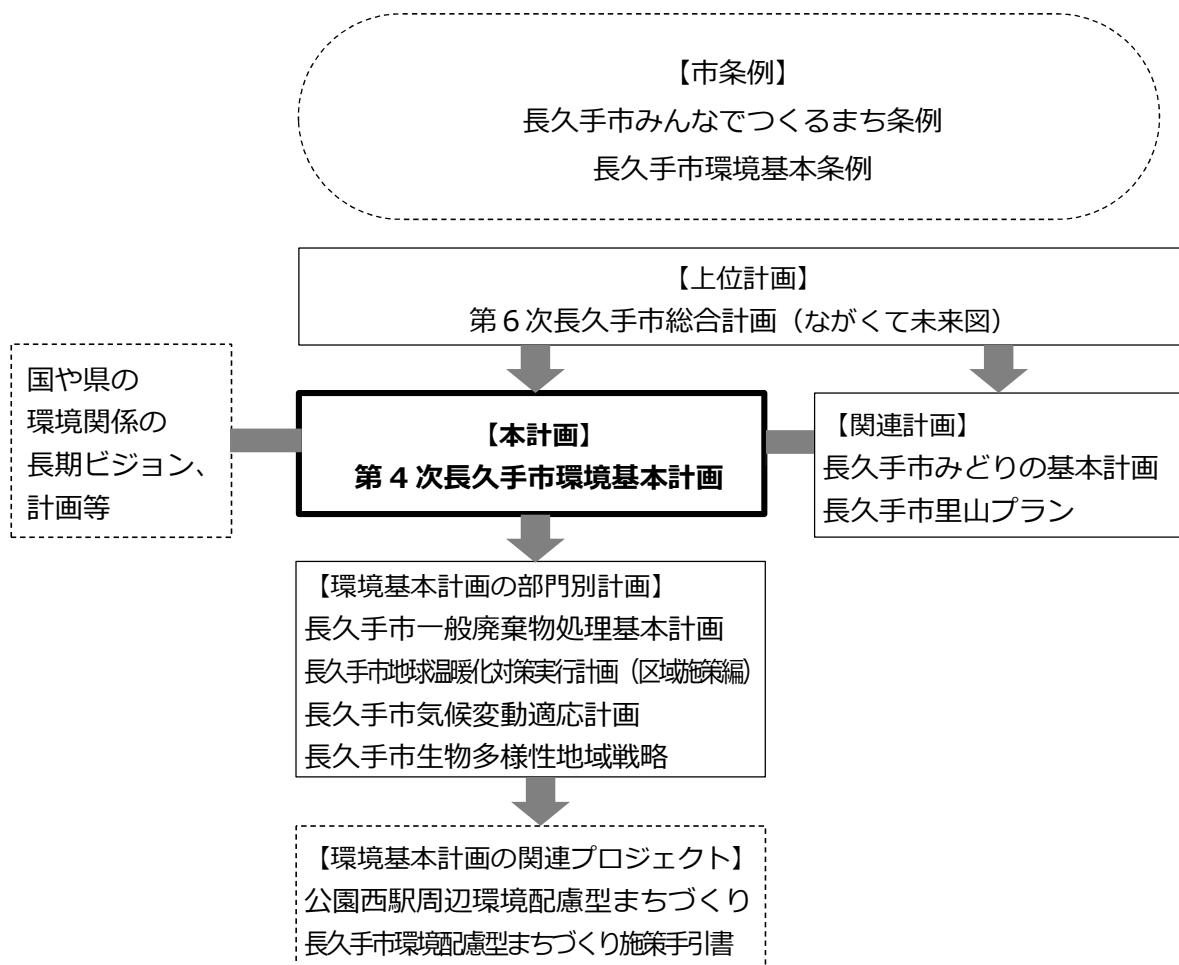 【市条例】
長久手市みんなでつくるまち条例
長久手市環境基本条例
【上位計画】
第６次長久手市総合計画（ながくて未来図）
国や県の
環境関係の
長期ビジョン、
計画等
【本計画】
第４次長久手市環境基本計画
【関連計画】
長久手市みどりの基本計画
長久手市里山プラン
【環境基本計画の部門別計画】
長久手市一般廃棄物処理基本計画
長久手市地球温暖化対策実行計画（区域施策編）
長久手市気候変動適応計画
長久手市生物多様性地域戦略
【環境基本計画の関連プロジェクト】
公園西駅周辺環境配慮型まちづくり
長久手市環境配慮型まちづくり施策手引書